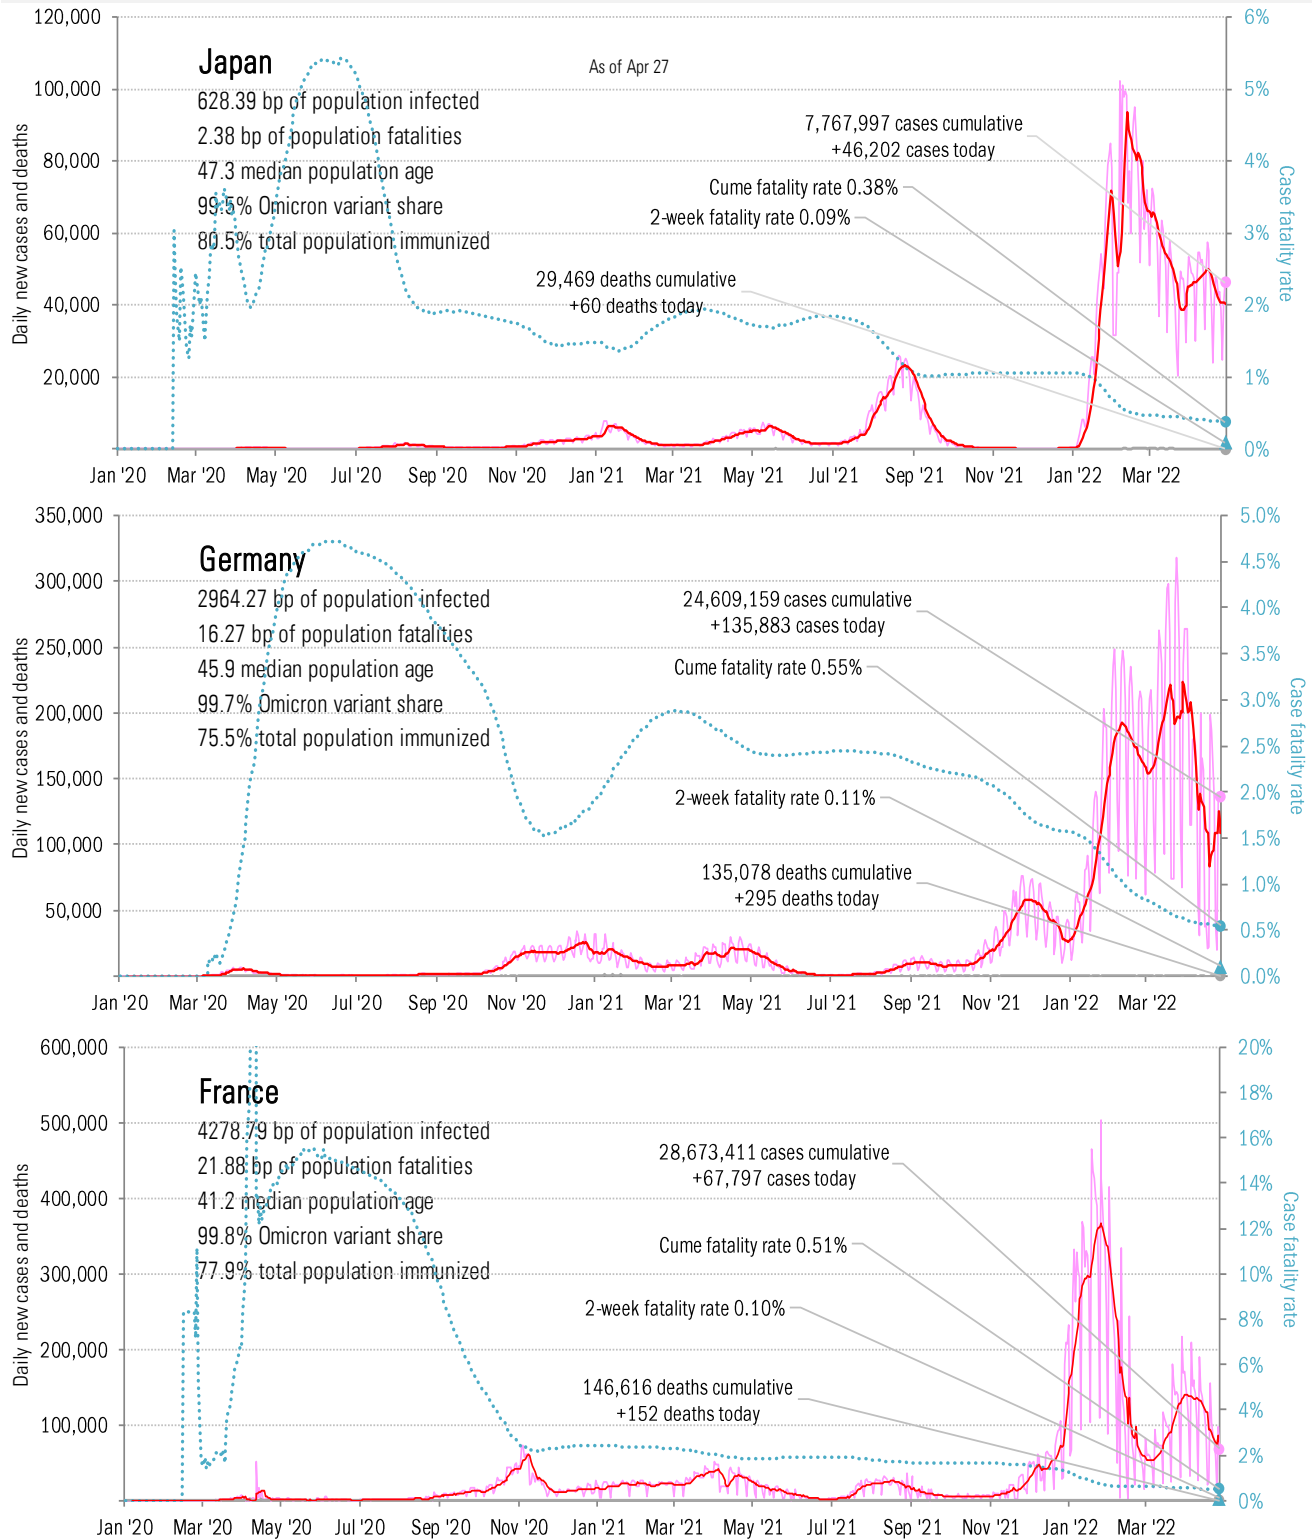 120,000
100,000
80,000
60,000
40,000
20,000
Daily new cases and deaths
Japan
628.39 bp of population infected
2.38 bp of population fatalities
47.3 median population age
99.5% Omicron variant share
80.5% total population immunized
As of Apr 27
7,767,997 cases cumulative
+46,202 cases today
Cume fatality rate 0.38%
2-week fatality rate 0.09%
29,469 deaths cumulative
+60 deaths today
6%
5%
4%
3%
2%
1%
0%
Case fatality rate
Jan '20 Mar '20 May '20 Jul '20 Sep '20 Nov '20 Jan '21 Mar '21 May '21 Jul '21 Sep '21 Nov '21 Jan '22 Mar '22
350,000
300,000
250,000
200,000
150,000
100,000
50,000
Daily new cases and deaths
Germany
2964.27 bp of population infected
16.27 bp of population fatalities
45.9 median population age
99.7% Omicron variant share
75.5% total population immunized
24,609,159 cases cumulative
+135,883 cases today
Cume fatality rate 0.55%
2-week fatality rate 0.11%
135,078 deaths cumulative
+295 deaths today
5.0%
4.5%
4.0%
3.5%
3.0%
2.5%
2.0%
1.5%
1.0%
0.5%
0.0%
Case fatality rate
Jan '20 Mar '20 May '20 Jul '20 Sep '20 Nov '20 Jan '21 Mar '21 May '21 Jul '21 Sep '21 Nov '21 Jan '22 Mar '22
600,000
500,000
400,000
300,000
200,000
100,000
Daily new cases and deaths
France
4278.79 bp of population infected
21.88 bp of population fatalities
41.2 median population age
99.8% Omicron variant share
77.9% total population immunized
28,673,411 cases cumulative
+67,797 cases today
Cume fatality rate 0.51%
2-week fatality rate 0.10%
146,616 deaths cumulative
+152 deaths today
20%
18%
16%
14%
12%
10%
8%
6%
4%
2%
0%
Case fatality rate
Jan '20 Mar '20 May '20 Jul '20 Sep '20 Nov '20 Jan '21 Mar '21 May '21 Jul '21 Sep '21 Nov '21 Jan '22 Mar '22